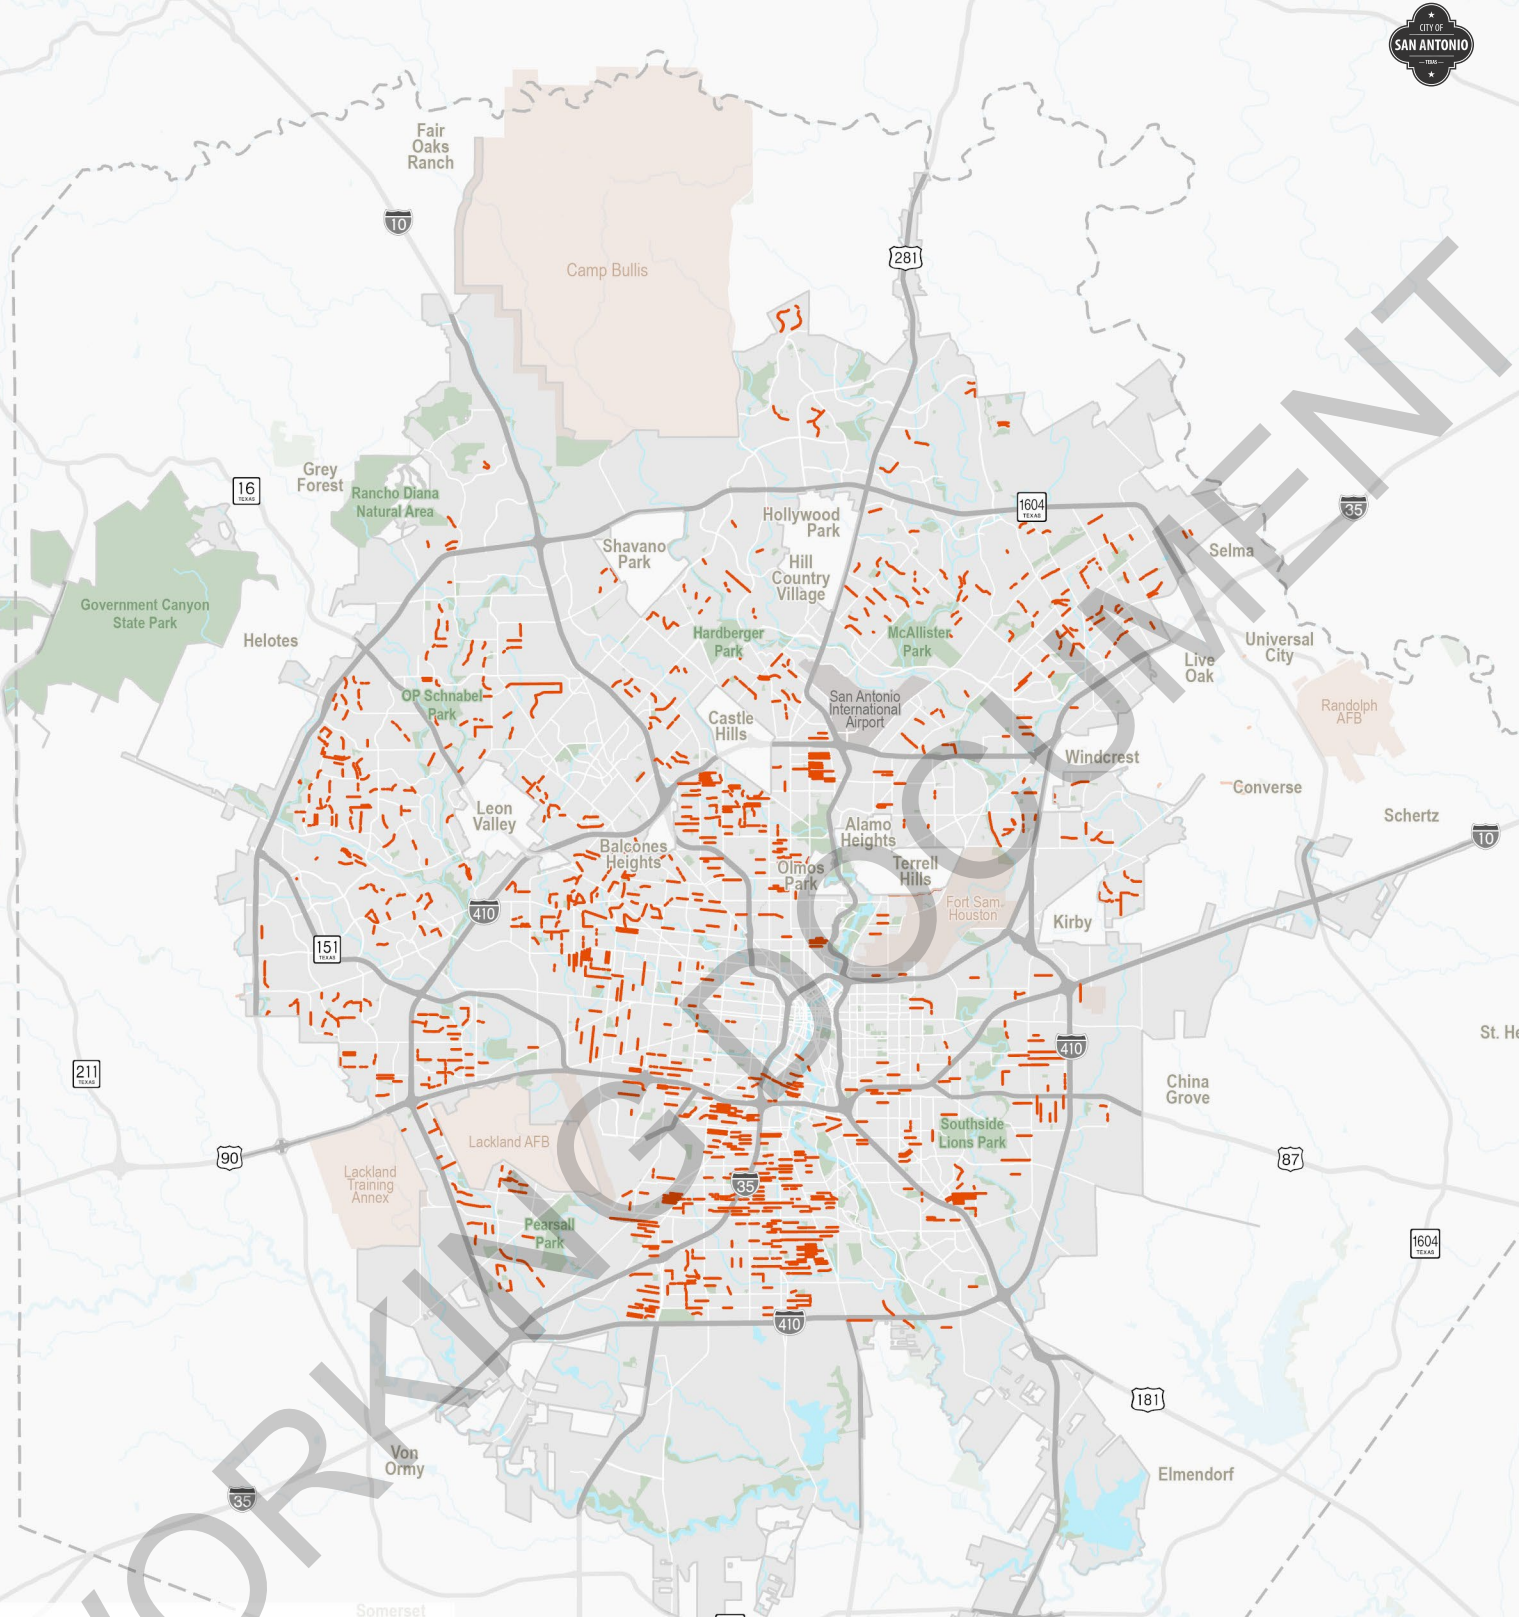 CITY OF
SAN ANTONIO
TEXAS
Fair
Oaks
Ranch
10
281
Camp Bullis
16
TEXAS
Grey
Forest
Rancho Diana
Natural Area
1604
TEXAS
35
Hollywood
Park
Shavano
Park
Hill
Country
Village
Selma
Government Canyon
State Park
Helotes
Hardberger
Park
McAllister
Park
Universal
City
Live
Oak
OP Schnabel
Park
San Antonio
International
Airport
Randolph
AFB
Castle
Hills
Windcrest
Converse
Leon
Valley
Schertz
10
Alamo
Heights
Balcones
Heights
Olmos
Park
Terrell
Hills
410
Fort Sam
Houston
Kirby
151
TEXAS
St. He
410
211
TEXAS
China
Grove
Southside
Lions Park
Lackland AFB
90
87
Lackland
Training
Annex
35
Pearsall
Park
1604
TEXAS
410
181
Von
Ormy
Elmendorf
35
Somerset
WORKING DOCUMENT